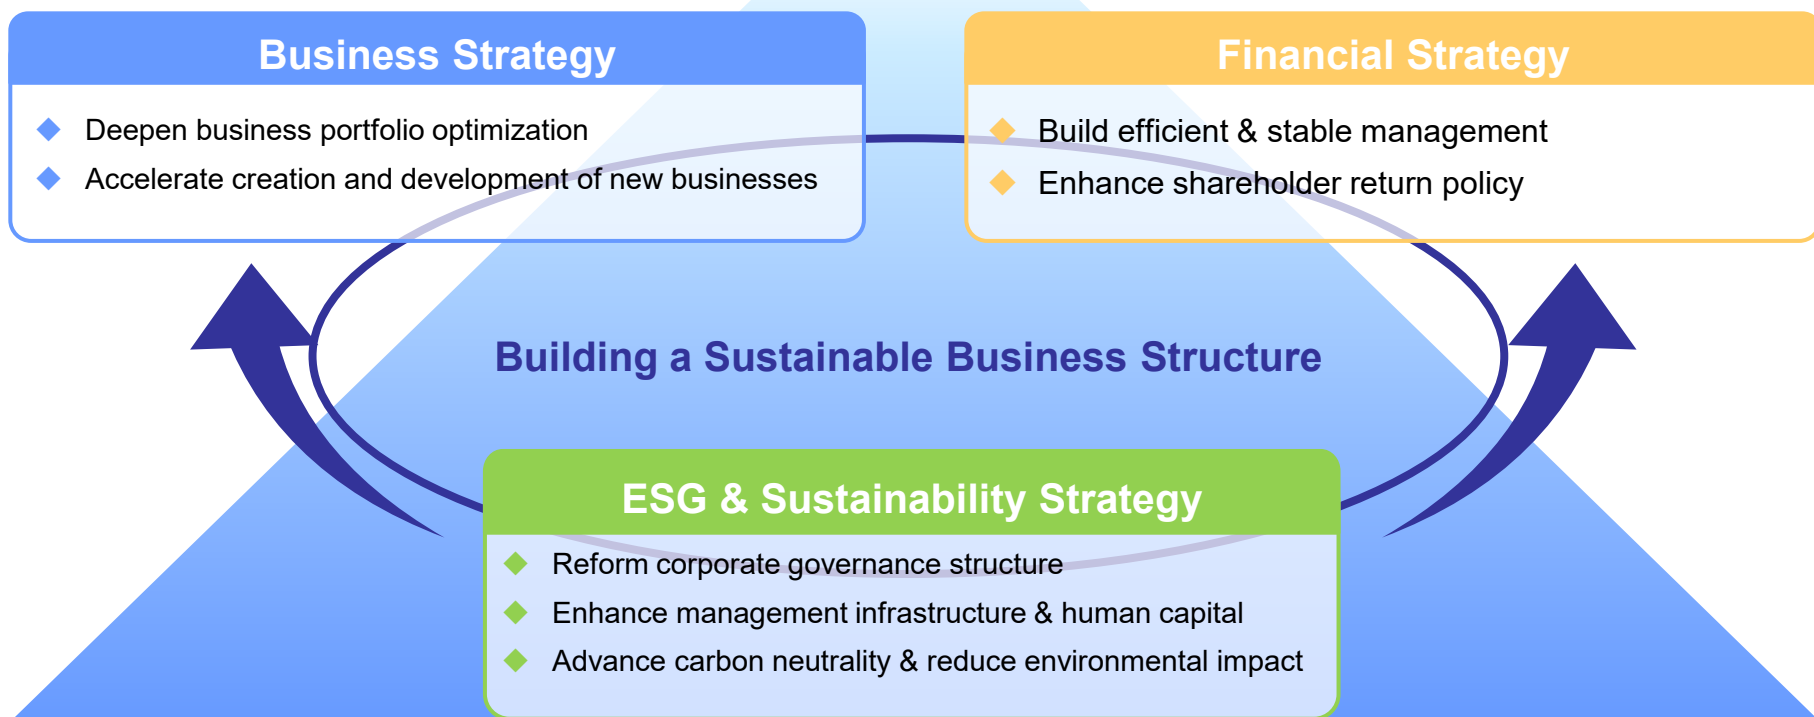 Business Strategy
Deepen business portfolio optimization
Accelerate creation and development of new businesses
Financial Strategy
Build efficient & stable management
Enhance shareholder return policy
Building a Sustainable Business Structure
ESG & Sustainability Strategy
Reform corporate governance structure
Enhance management infrastructure & human capital
Advance carbon neutrality & reduce environmental impact